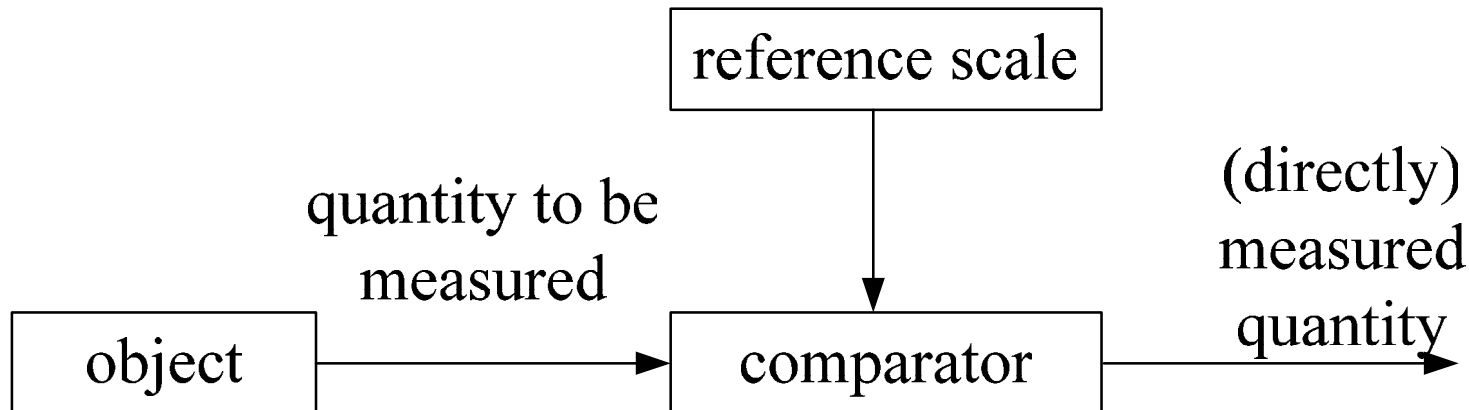 reference scale
quantity to be
measured
(directly)
measured
quantity
object
comparator